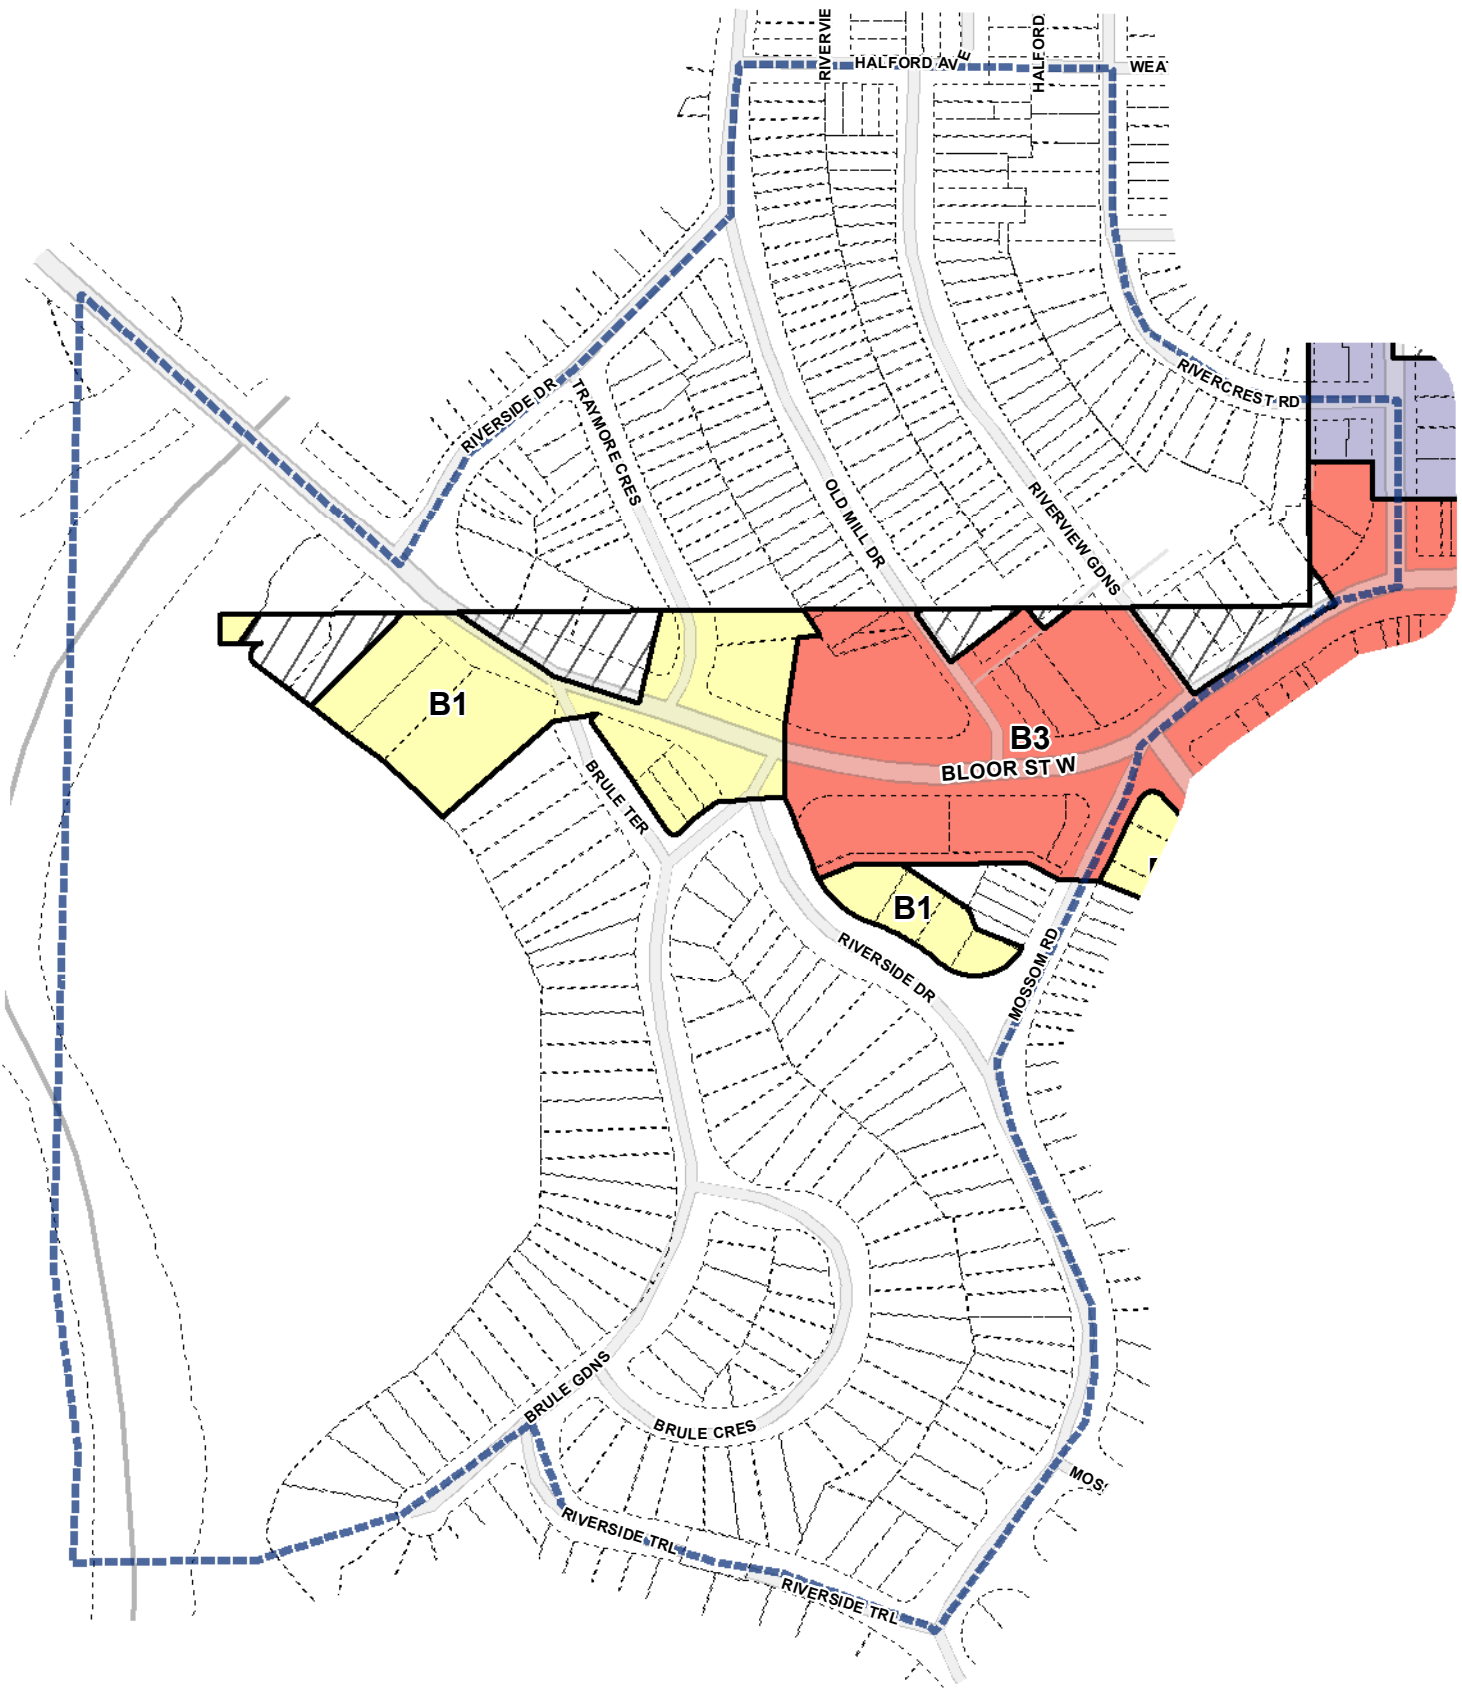 RIVERVIE
HALFORD
HALFORD AVE
WEA
RIVERCREST RD
RIVERSIDE DR
TRAYMORE CRES
OLD MILL DR
RIVERVIEW GDNS
B1
B3
BLOOR ST W
BRULE TER
B1
RIVERSIDE DR
MOSSOM RD
BRULE GDNS
BRULE CRES
MOS
RIVERSIDE TRL
RIVERSIDE TRL